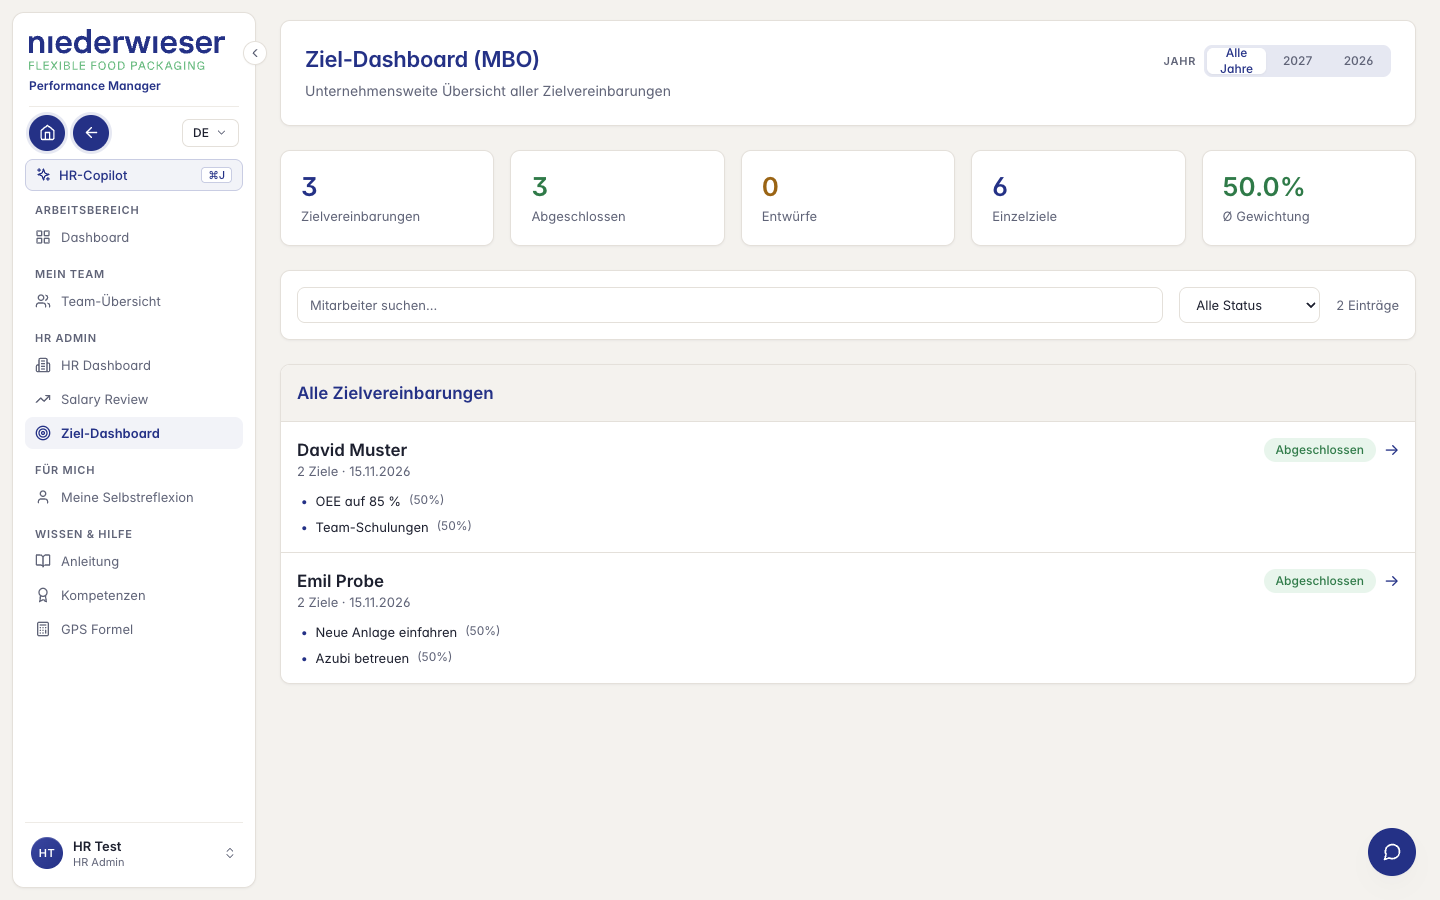 niederwieser
FLEXIBLE FOOD PACKAGING
Performance Manager
DE
HR-Copilot ⌘J
ARBEITSBEREICH
Dashboard
MEIN TEAM
Team-Übersicht
HR ADMIN
HR Dashboard
Salary Review
Ziel-Dashboard
FÜR MICH
Meine Selbstreflexion
WISSEN & HILFE
Anleitung
Kompetenzen
GPS Formel
HT
HR Test
HR Admin
Ziel-Dashboard (MBO)
Unternehmensweite Übersicht aller Zielvereinbarungen
JAHR
Alle
Jahre
2027
2026
3
Zielvereinbarungen
3
Abgeschlossen
0
Entwürfe
6
Einzelziele
50.0%
Ø Gewichtung
Mitarbeiter suchen...
Alle Status
2 Einträge
Alle Zielvereinbarungen
David Muster
Abgeschlossen
2 Ziele · 15.11.2026
• OEE auf 85 % (50%)
• Team-Schulungen (50%)
Emil Probe
Abgeschlossen
2 Ziele · 15.11.2026
• Neue Anlage einfahren (50%)
• Azubi betreuen (50%)